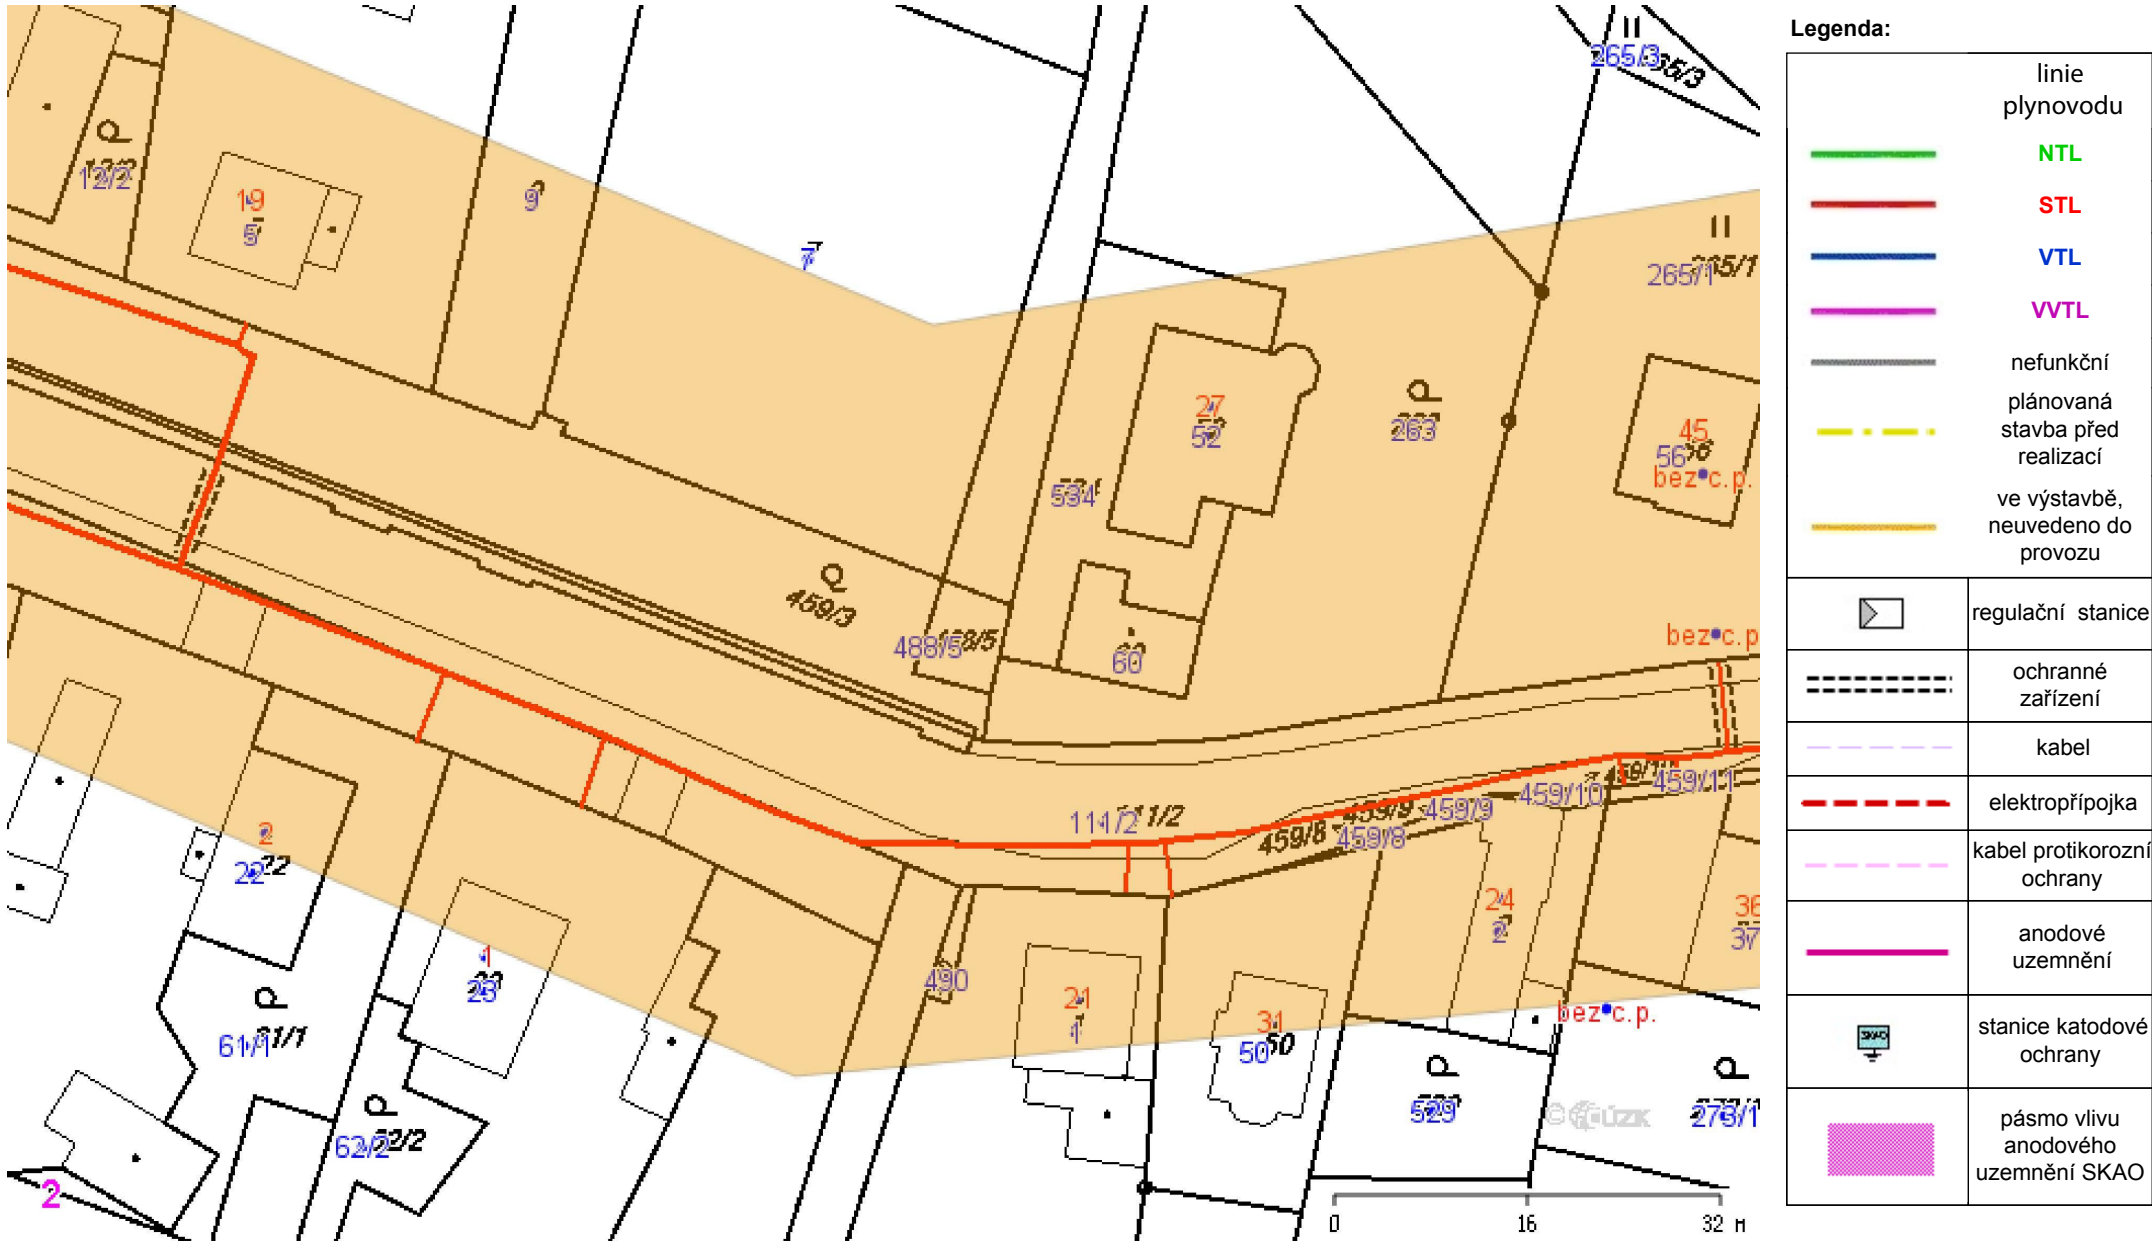 Legenda:
linie
plynovodu
NTL
STL
VTL
VVTL
nefunkční
plánovaná
stavba před
realizací
ve výstavbě,
neuvedeno do
provozu
regulační stanice
ochranné
zařízení
kabel
elektropřípojka
kabel protikorozní
ochrany
anodové
uzemnění
SKAO
stanice katodové
ochrany
pásmo vlivu
anodového
uzemnění SKAO
265/3
12/2
19
5
9
7
265/1
27
52
263
45
56
bez c.p.
534
459/3
488/5
60
bez c.p
111/2
459/8
459/9
459/10
459/11
2
22
1
23
490
21
1
31
50
24
2
36
37
bez c.p.
61/1
62/2
529
273/1
2
© ČÚZK
0 16 32 м